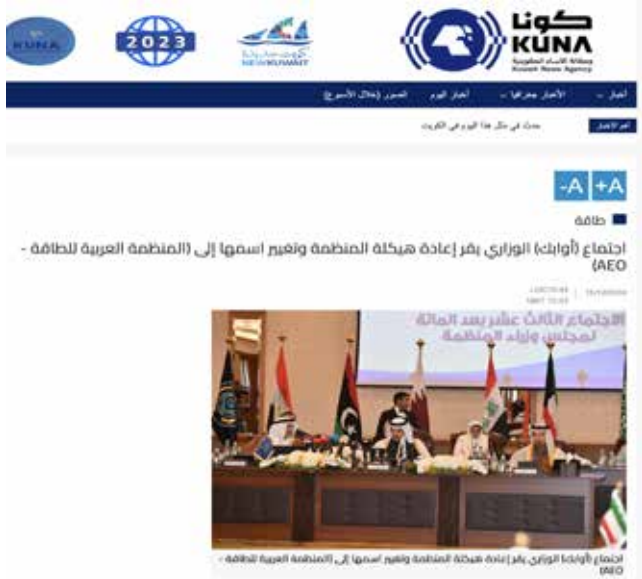 KUNA
2023
NEWKUWAIT
كونا
KUNA
وكالة الأنباء الكويتية
Kuwait News Agency
أخبار
الأخبار جغرافيا
أخبار اليوم
الصور (خلال الأسبوع)
آخر الأخبار
حدث في مثل هذا اليوم في الكويت
A+
A-
طاقة
اجتماع (أوابك) الوزاري يقر إعادة هيكلة المنظمة وتغيير اسمها إلى (المنظمة العربية للطاقة -
AEO)
الاجتماع الثالث عشر بعد المائة
لمجلس وزراء المنظمة
اجتماع (أوابك) الوزاري يقر إعادة هيكلة المنظمة وتغيير اسمها إلى (المنظمة العربية للطاقة -
AEO)